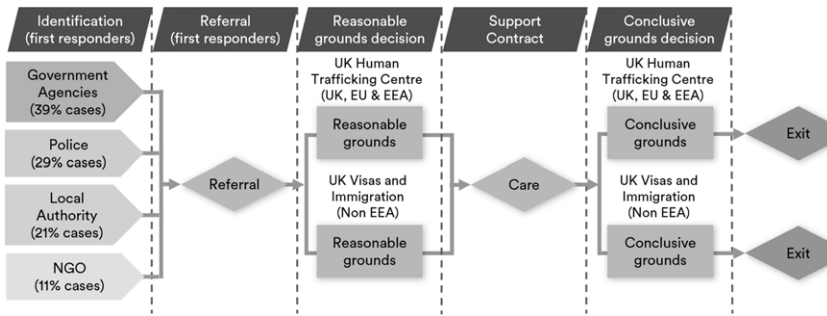 Identification
(first responders)
Referral
(first responders)
Reasonable
grounds decision
Support
Contract
Conclusive
grounds decision
Government
Agencies
(39% cases)
Police
(29% cases)
Local
Authority
(21% cases)
NGO
(11% cases)
Referral
UK Human
Trafficking Centre
(UK, EU & EEA)
Reasonable
grounds
UK Visas and
Immigration
(Non EEA)
Reasonable
grounds
Care
UK Human
Trafficking Centre
(UK, EU & EEA)
Conclusive
grounds
UK Visas and
Immigration
(Non EEA)
Conclusive
grounds
Exit
Exit